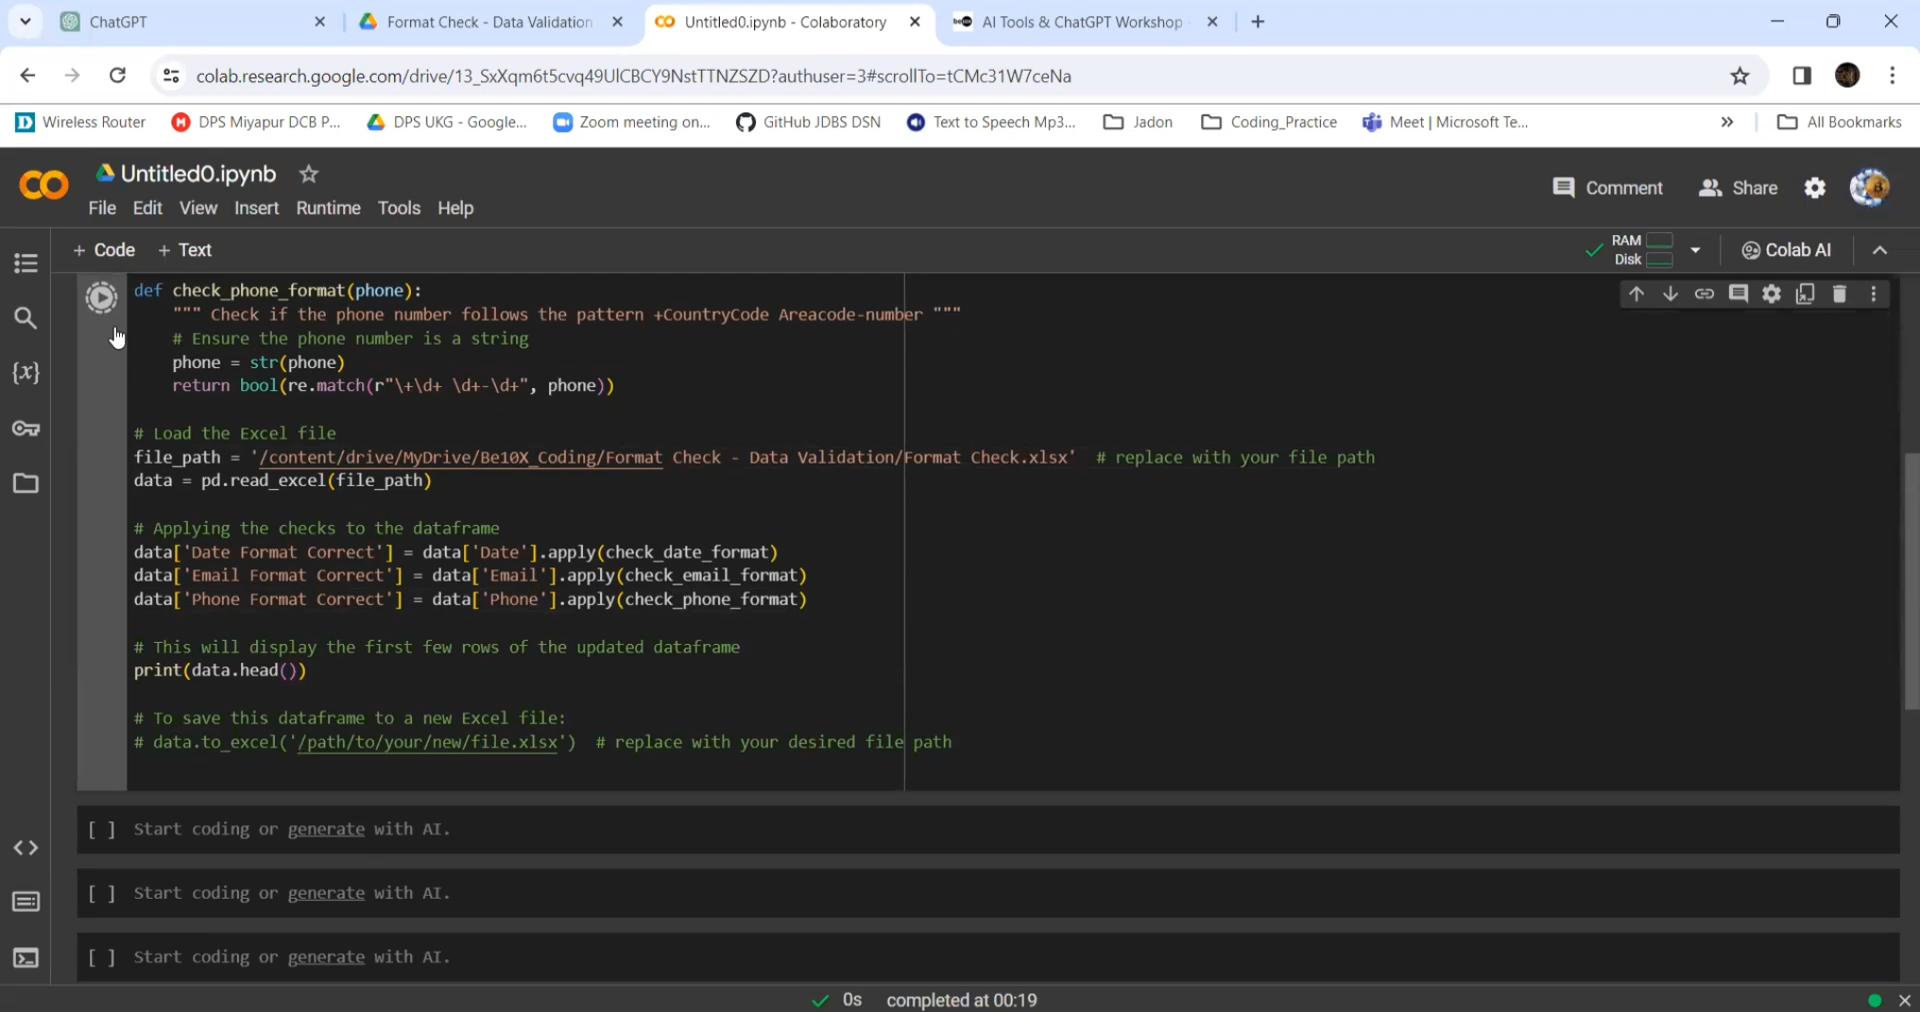 ChatGPT
Format Check - Data Validation
Untitled0.ipynb - Colaboratory
AI Tools & ChatGPT Workshop
colab.research.google.com/drive/13_SxXqm6t5cvq49UlCBCY9NstTTNZSZD?authuser=3#scrollTo=tCMc31W7ceNa
Wireless Router
DPS Miyapur DCB P...
DPS UKG - Google...
Zoom meeting on...
GitHub JDBS DSN
Text to Speech Mp3...
Jadon
Coding_Practice
Meet | Microsoft Te...
All Bookmarks
Untitled0.ipynb
Comment
Share
File Edit View Insert Runtime Tools Help
+ Code + Text
RAM
Disk
Colab AI
def check_phone_format(phone):
""" Check if the phone number follows the pattern +CountryCode Areacode-number """
# Ensure the phone number is a string
phone = str(phone)
return bool(re.match(r"\+\d+ \d+-\d+", phone))
# Load the Excel file
file_path = '/content/drive/MyDrive/Be10X_Coding/Format Check - Data Validation/Format Check.xlsx' # replace with your file path
data = pd.read_excel(file_path)
# Applying the checks to the dataframe
data['Date Format Correct'] = data['Date'].apply(check_date_format)
data['Email Format Correct'] = data['Email'].apply(check_email_format)
data['Phone Format Correct'] = data['Phone'].apply(check_phone_format)
# This will display the first few rows of the updated dataframe
print(data.head())
# To save this dataframe to a new Excel file:
# data.to_excel('/path/to/your/new/file.xlsx') # replace with your desired file path
[ ] Start coding or generate with AI.
[ ] Start coding or generate with AI.
[ ] Start coding or generate with AI.
0s completed at 00:19